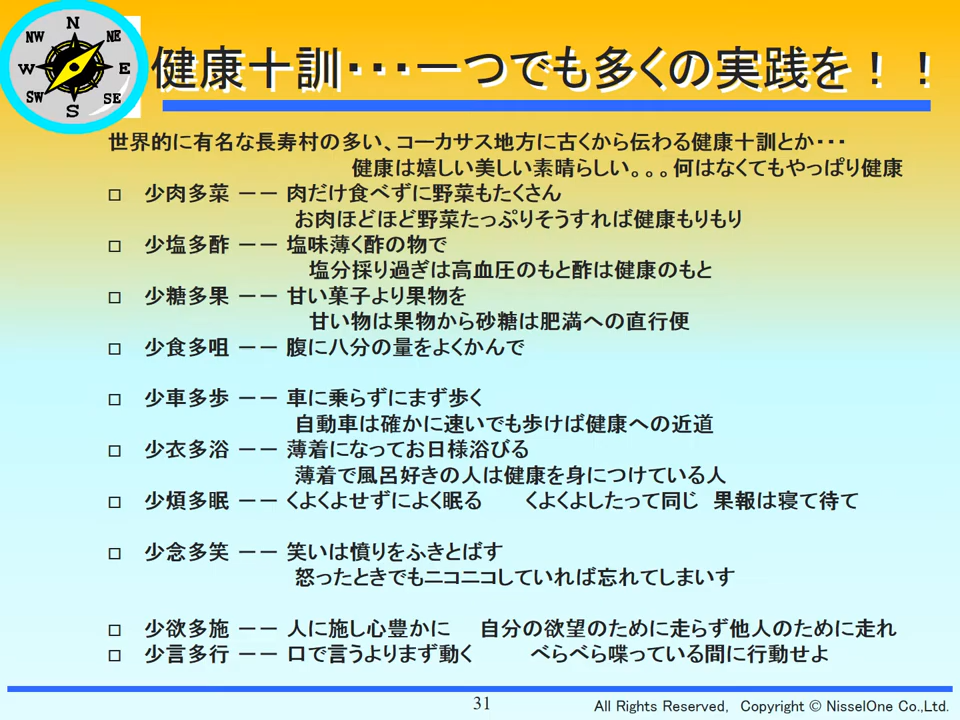 N
NW NE
W E
SW SE
S
健康十訓・・・一つでも多くの実践を！！
世界的に有名な長寿村の多い、コーカサス地方に古くから伝わる健康十訓とか・・・
健康は嬉しい美しい素晴らしい。。。何はなくてもやっぱり健康
□ 少肉多菜 －－ 肉だけ食べずに野菜もたくさん
お肉ほどほど野菜たっぷりそうすれば健康もりもり
□ 少塩多酢 －－ 塩味薄く酢の物で
塩分採り過ぎは高血圧のもと酢は健康のもと
□ 少糖多果 －－ 甘い菓子より果物を
甘い物は果物から砂糖は肥満への直行便
□ 少食多咀 －－ 腹に八分の量をよくかんで
□ 少車多歩 －－ 車に乗らずにまず歩く
自動車は確かに速いでも歩けば健康への近道
□ 少衣多浴 －－ 薄着になってお日様浴びる
薄着で風呂好きの人は健康を身につけている人
□ 少煩多眠 －－ くよくよせずによく眠る くよくよしたって同じ 果報は寝て待て
□ 少念多笑 －－ 笑いは憤りをふきとばす
怒ったときでもニコニコしていれば忘れてしまいす
□ 少欲多施 －－ 人に施し心豊かに 自分の欲望のために走らず他人のために走れ
□ 少言多行 －－ 口で言うよりまず動く べらべら喋っている間に行動せよ
31
All Rights Reserved, Copyright © NisselOne Co.,Ltd.